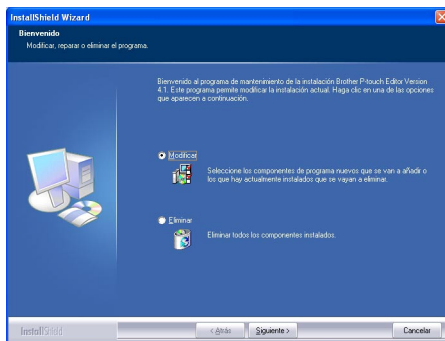 InstallShield Wizard
Bienvenido
Modificar, reparar o eliminar el programa.
Bienvenido al programa de mantenimiento de la instalación Brother P-touch Editor Version
4.1. Este programa permite modificar la instalación actual. Haga clic en una de las opciones
que aparecen a continuación.
Modificar
Seleccione los componentes de programa nuevos que se van a añadir o
los que hay actualmente instalados que se vayan a eliminar.
Eliminar
Eliminar todos los componentes instalados.
InstallShield
< Atrás
Siguiente >
Cancelar